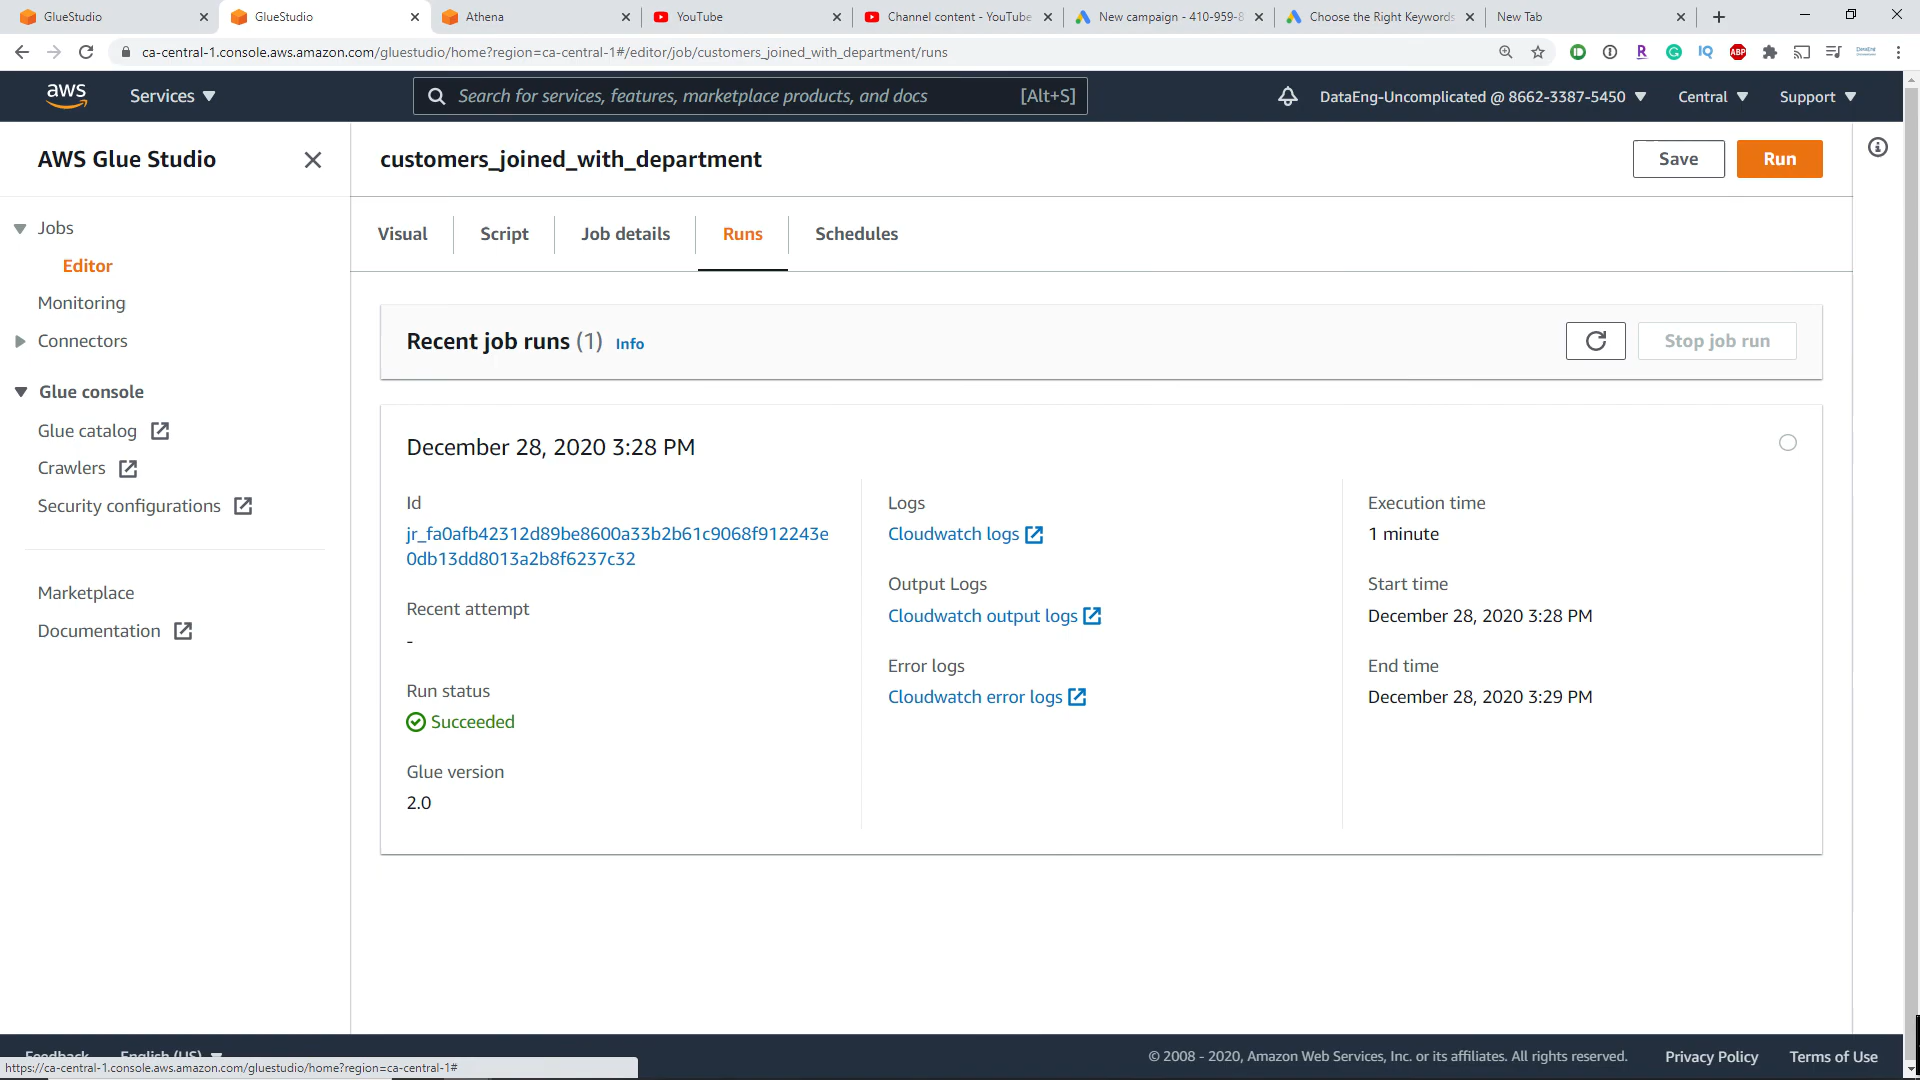 GlueStudio
GlueStudio
Athena
YouTube
Channel content - YouTube
New campaign - 410-959-8
Choose the Right Keywords
New Tab
ca-central-1.console.aws.amazon.com/gluestudio/home?region=ca-central-1#/editor/job/customers_joined_with_department/runs
aws
Services
Search for services, features, marketplace products, and docs
[Alt+S]
DataEng-Uncomplicated @ 8662-3387-5450
Central
Support
AWS Glue Studio
customers_joined_with_department
Save
Run
Jobs
Editor
Monitoring
Connectors
Glue console
Glue catalog
Crawlers
Security configurations
Marketplace
Documentation
Visual
Script
Job details
Runs
Schedules
Recent job runs (1) Info
Stop job run
December 28, 2020 3:28 PM
Id
jr_fa0afb42312d89be8600a33b2b61c9068f912243e
0db13dd8013a2b8f6237c32
Recent attempt
-
Run status
Succeeded
Glue version
2.0
Logs
Cloudwatch logs
Output Logs
Cloudwatch output logs
Error logs
Cloudwatch error logs
Execution time
1 minute
Start time
December 28, 2020 3:28 PM
End time
December 28, 2020 3:29 PM
Feedback
English (US)
© 2008 - 2020, Amazon Web Services, Inc. or its affiliates. All rights reserved.
Privacy Policy
Terms of Use
https://ca-central-1.console.aws.amazon.com/gluestudio/home?region=ca-central-1#